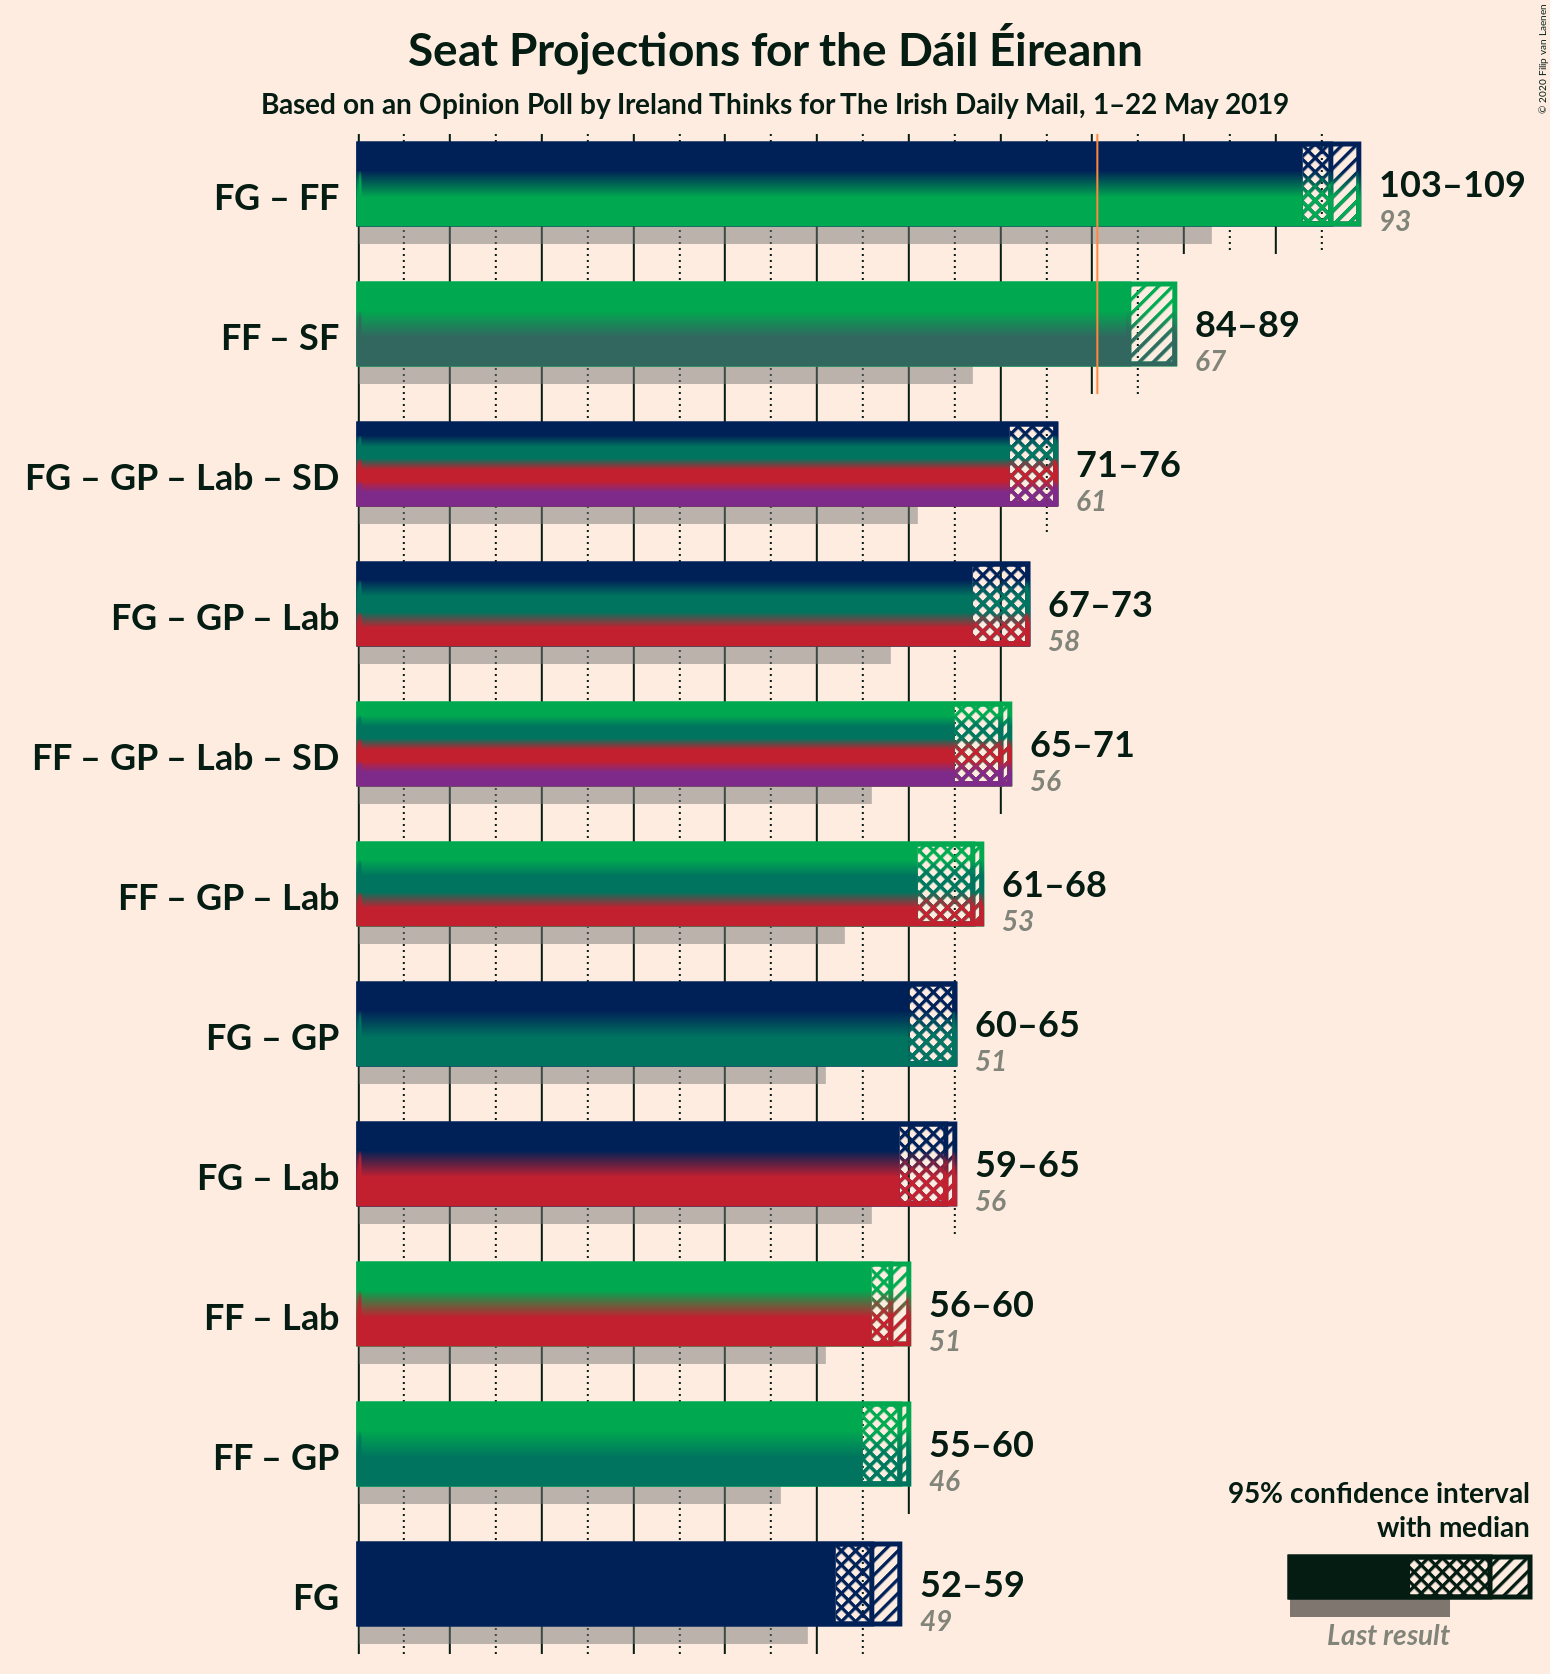 Seat Projections for the Dáil Éireann
Based on an Opinion Poll by Ireland Thinks for The Irish Daily Mail, 1–22 May 2019
© 2020 Filip van Laenen
FG – FF
103–109
93
FF – SF
84–89
67
FG – GP – Lab – SD
71–76
61
FG – GP – Lab
67–73
58
FF – GP – Lab – SD
65–71
56
FF – GP – Lab
61–68
53
FG – GP
60–65
51
FG – Lab
59–65
56
FF – Lab
56–60
51
FF – GP
55–60
46
FG
52–59
49
95% confidence interval
with median
Last result